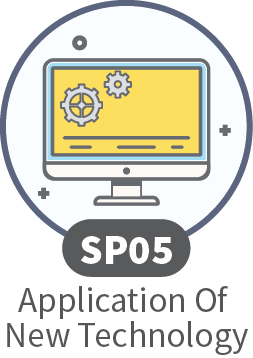 SP05
Application Of
New Technology